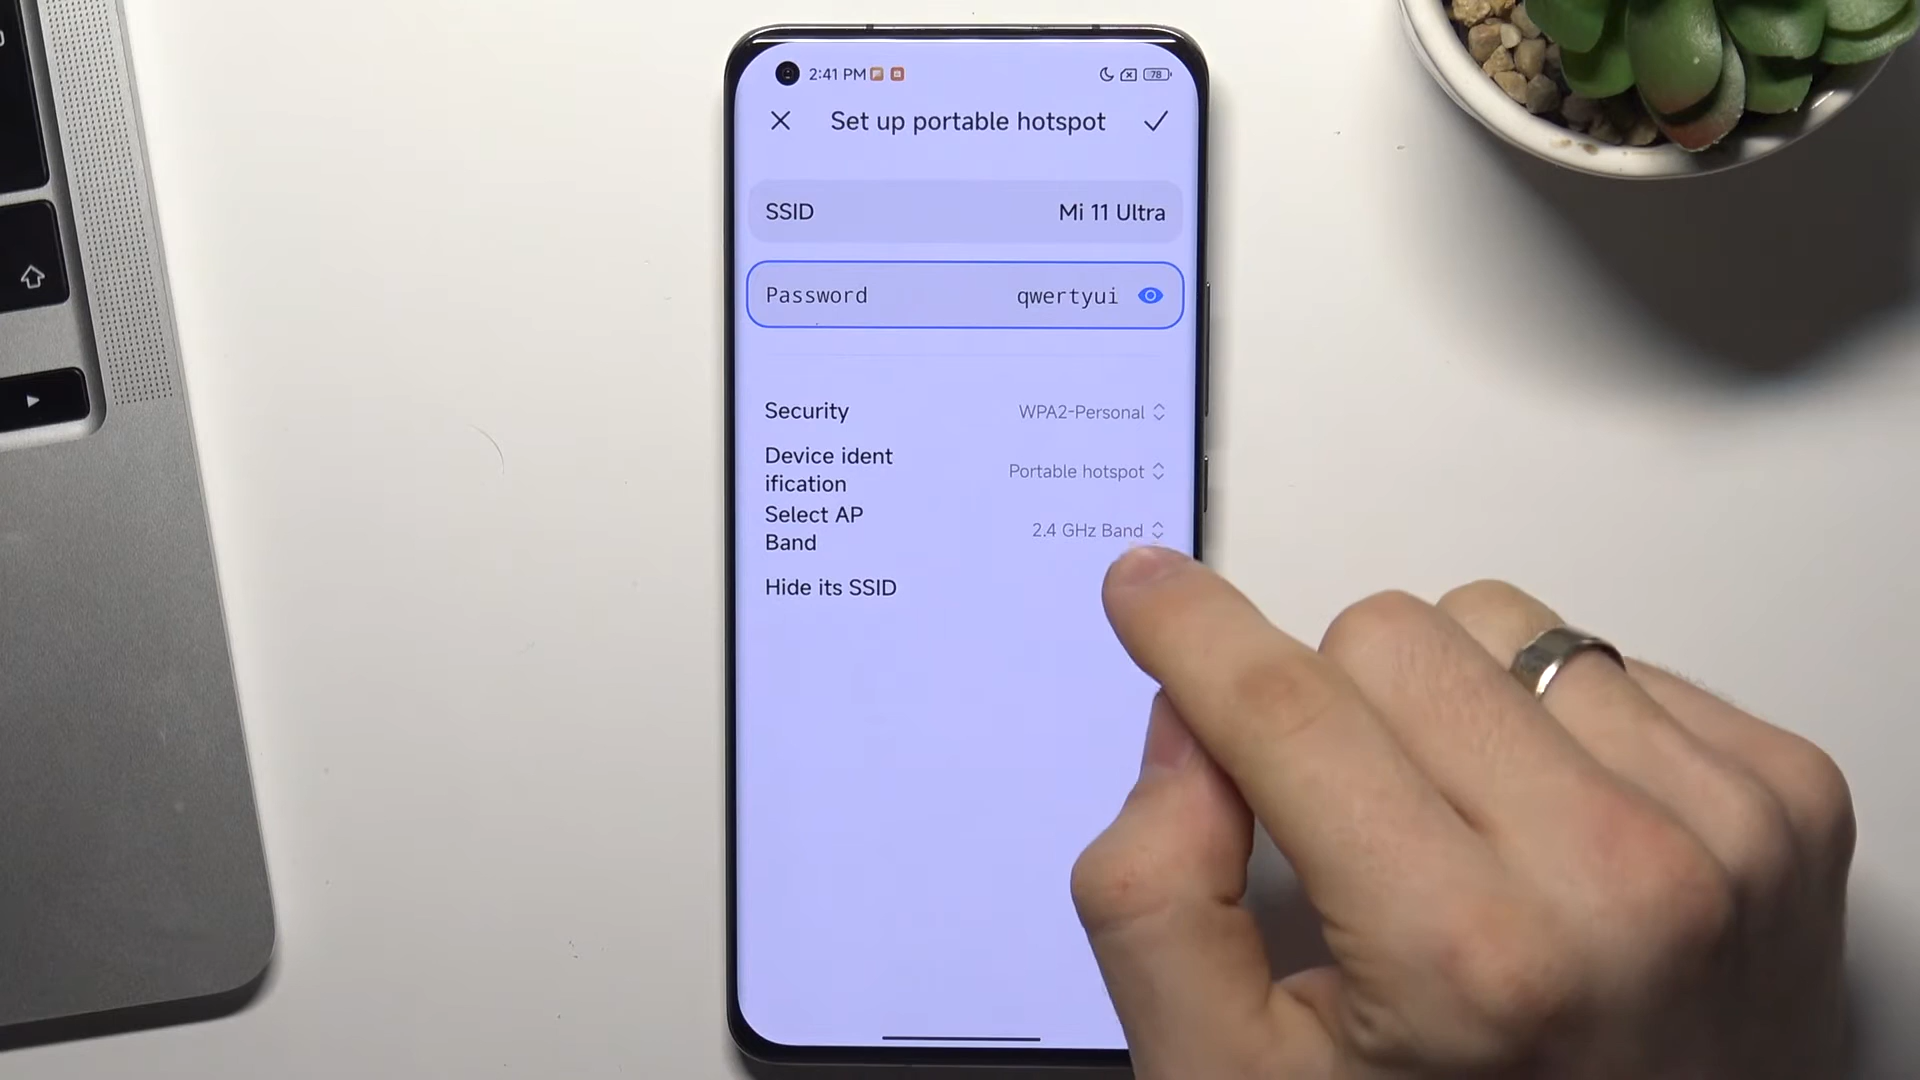 2:41 PM 78
Set up portable hotspot
SSID Mi 11 Ultra
Password qwertyui
Security WPA2-Personal
Device ident
ification
Portable hotspot
Select AP
Band
2.4 GHz Band
Hide its SSID